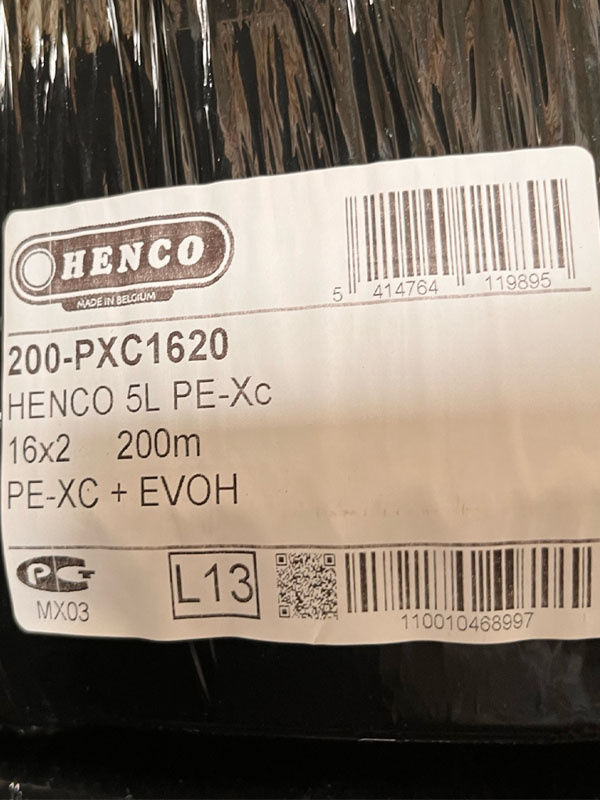 HENCO
MADE IN BELGIUM
5 414764 119895
200-PXC1620
HENCO 5L PE-Xc
16x2 200m
PE-XC + EVOH
PCT
MX03
L13
110010468997